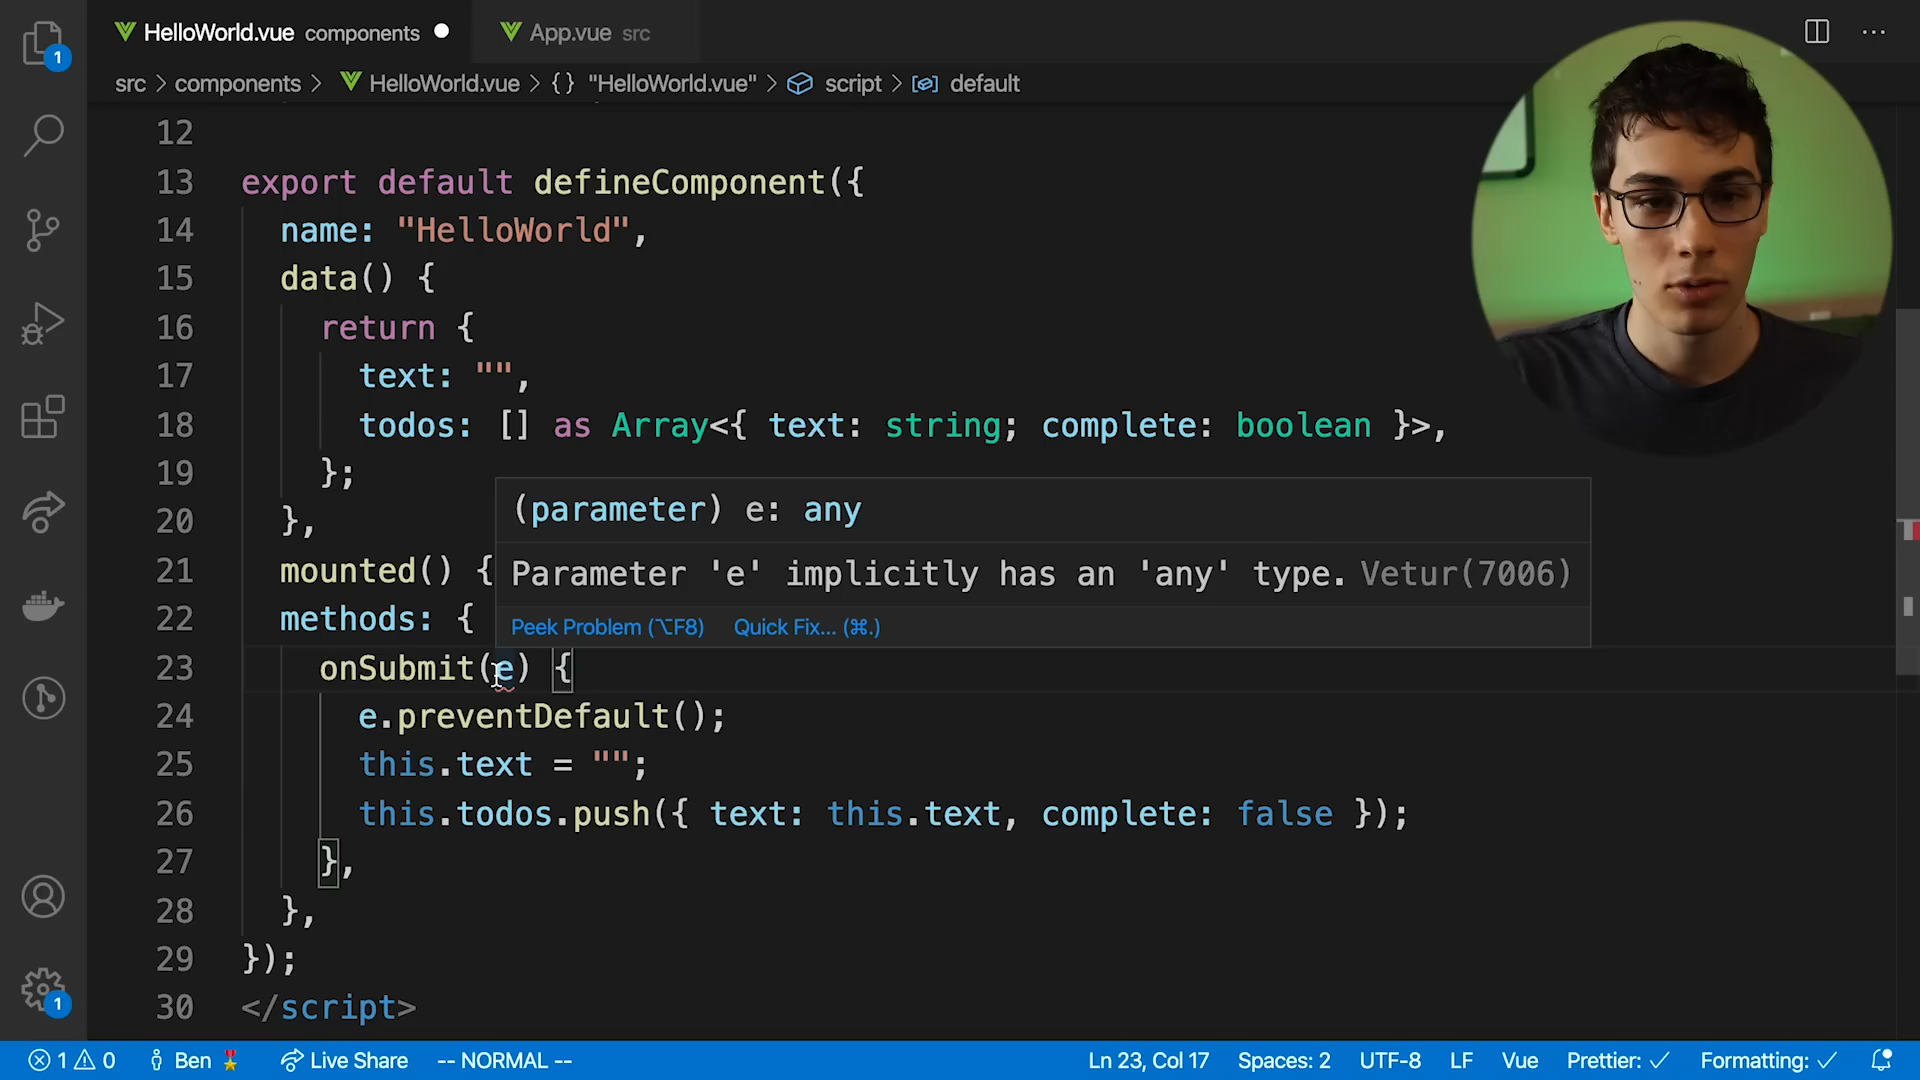 HelloWorld.vue components
App.vue src
1
src > components > HelloWorld.vue > {} "HelloWorld.vue" > script > default
12
13 export default defineComponent({
14 name: "HelloWorld",
15 data() {
16 return {
17 text: "",
18 todos: [] as Array<{ text: string; complete: boolean }>,
19 };
20 },
21 mounted() {
22 methods: {
(parameter) e: any
Parameter 'e' implicitly has an 'any' type. Vetur(7006)
Peek Problem (⌥F8) Quick Fix... (⌘.)
23 onSubmit(e) {
24 e.preventDefault();
25 this.text = "";
26 this.todos.push({ text: this.text, complete: false });
27 },
28 },
29 });
30 </script>
1
1 0 Ben Live Share -- NORMAL -- Ln 23, Col 17 Spaces: 2 UTF-8 LF Vue Prettier: ✓ Formatting: ✓